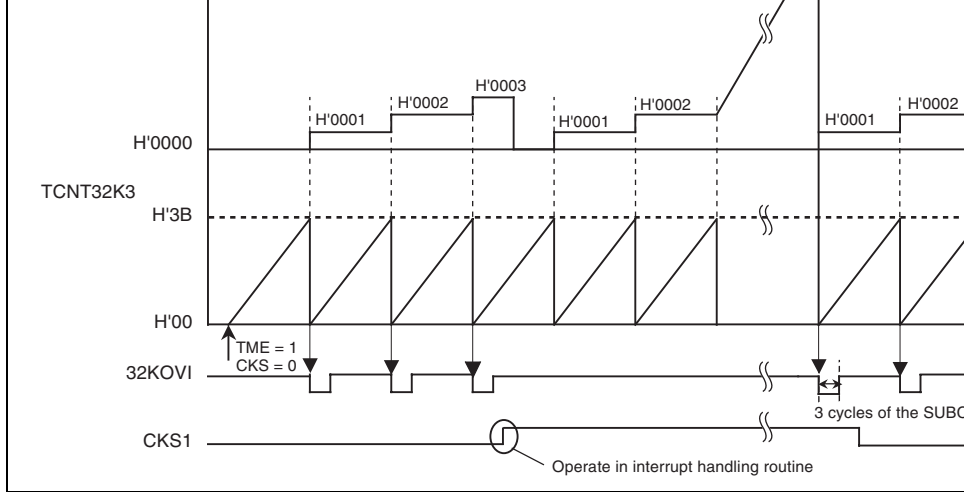 H'0003
H'0001 H'0002 H'0001 H'0002 H'0001 H'0002
H'0000
TCNT32K3
H'3B
H'00
TME = 1
CKS = 0
32KOVI
3 cycles of the
CKS1
Operate in interrupt handling routine